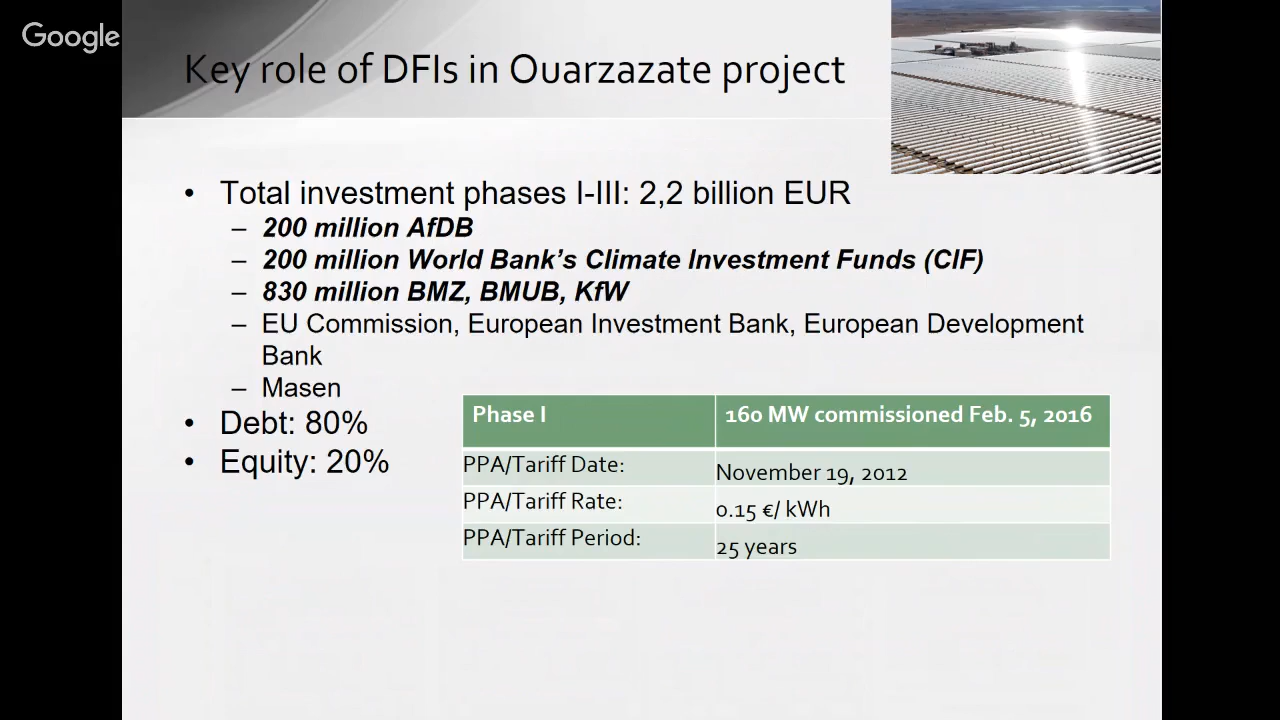 Google
Key role of DFIs in Ouarzazate project
• Total investment phases I-III: 2,2 billion EUR
– 200 million AfDB
– 200 million World Bank's Climate Investment Funds (CIF)
– 830 million BMZ, BMUB, KfW
– EU Commission, European Investment Bank, European Development
Bank
– Masen
• Debt: 80%
• Equity: 20%
Phase I 160 MW commissioned Feb. 5, 2016
PPA/Tariff Date: November 19, 2012
PPA/Tariff Rate: 0.15 €/ kWh
PPA/Tariff Period: 25 years